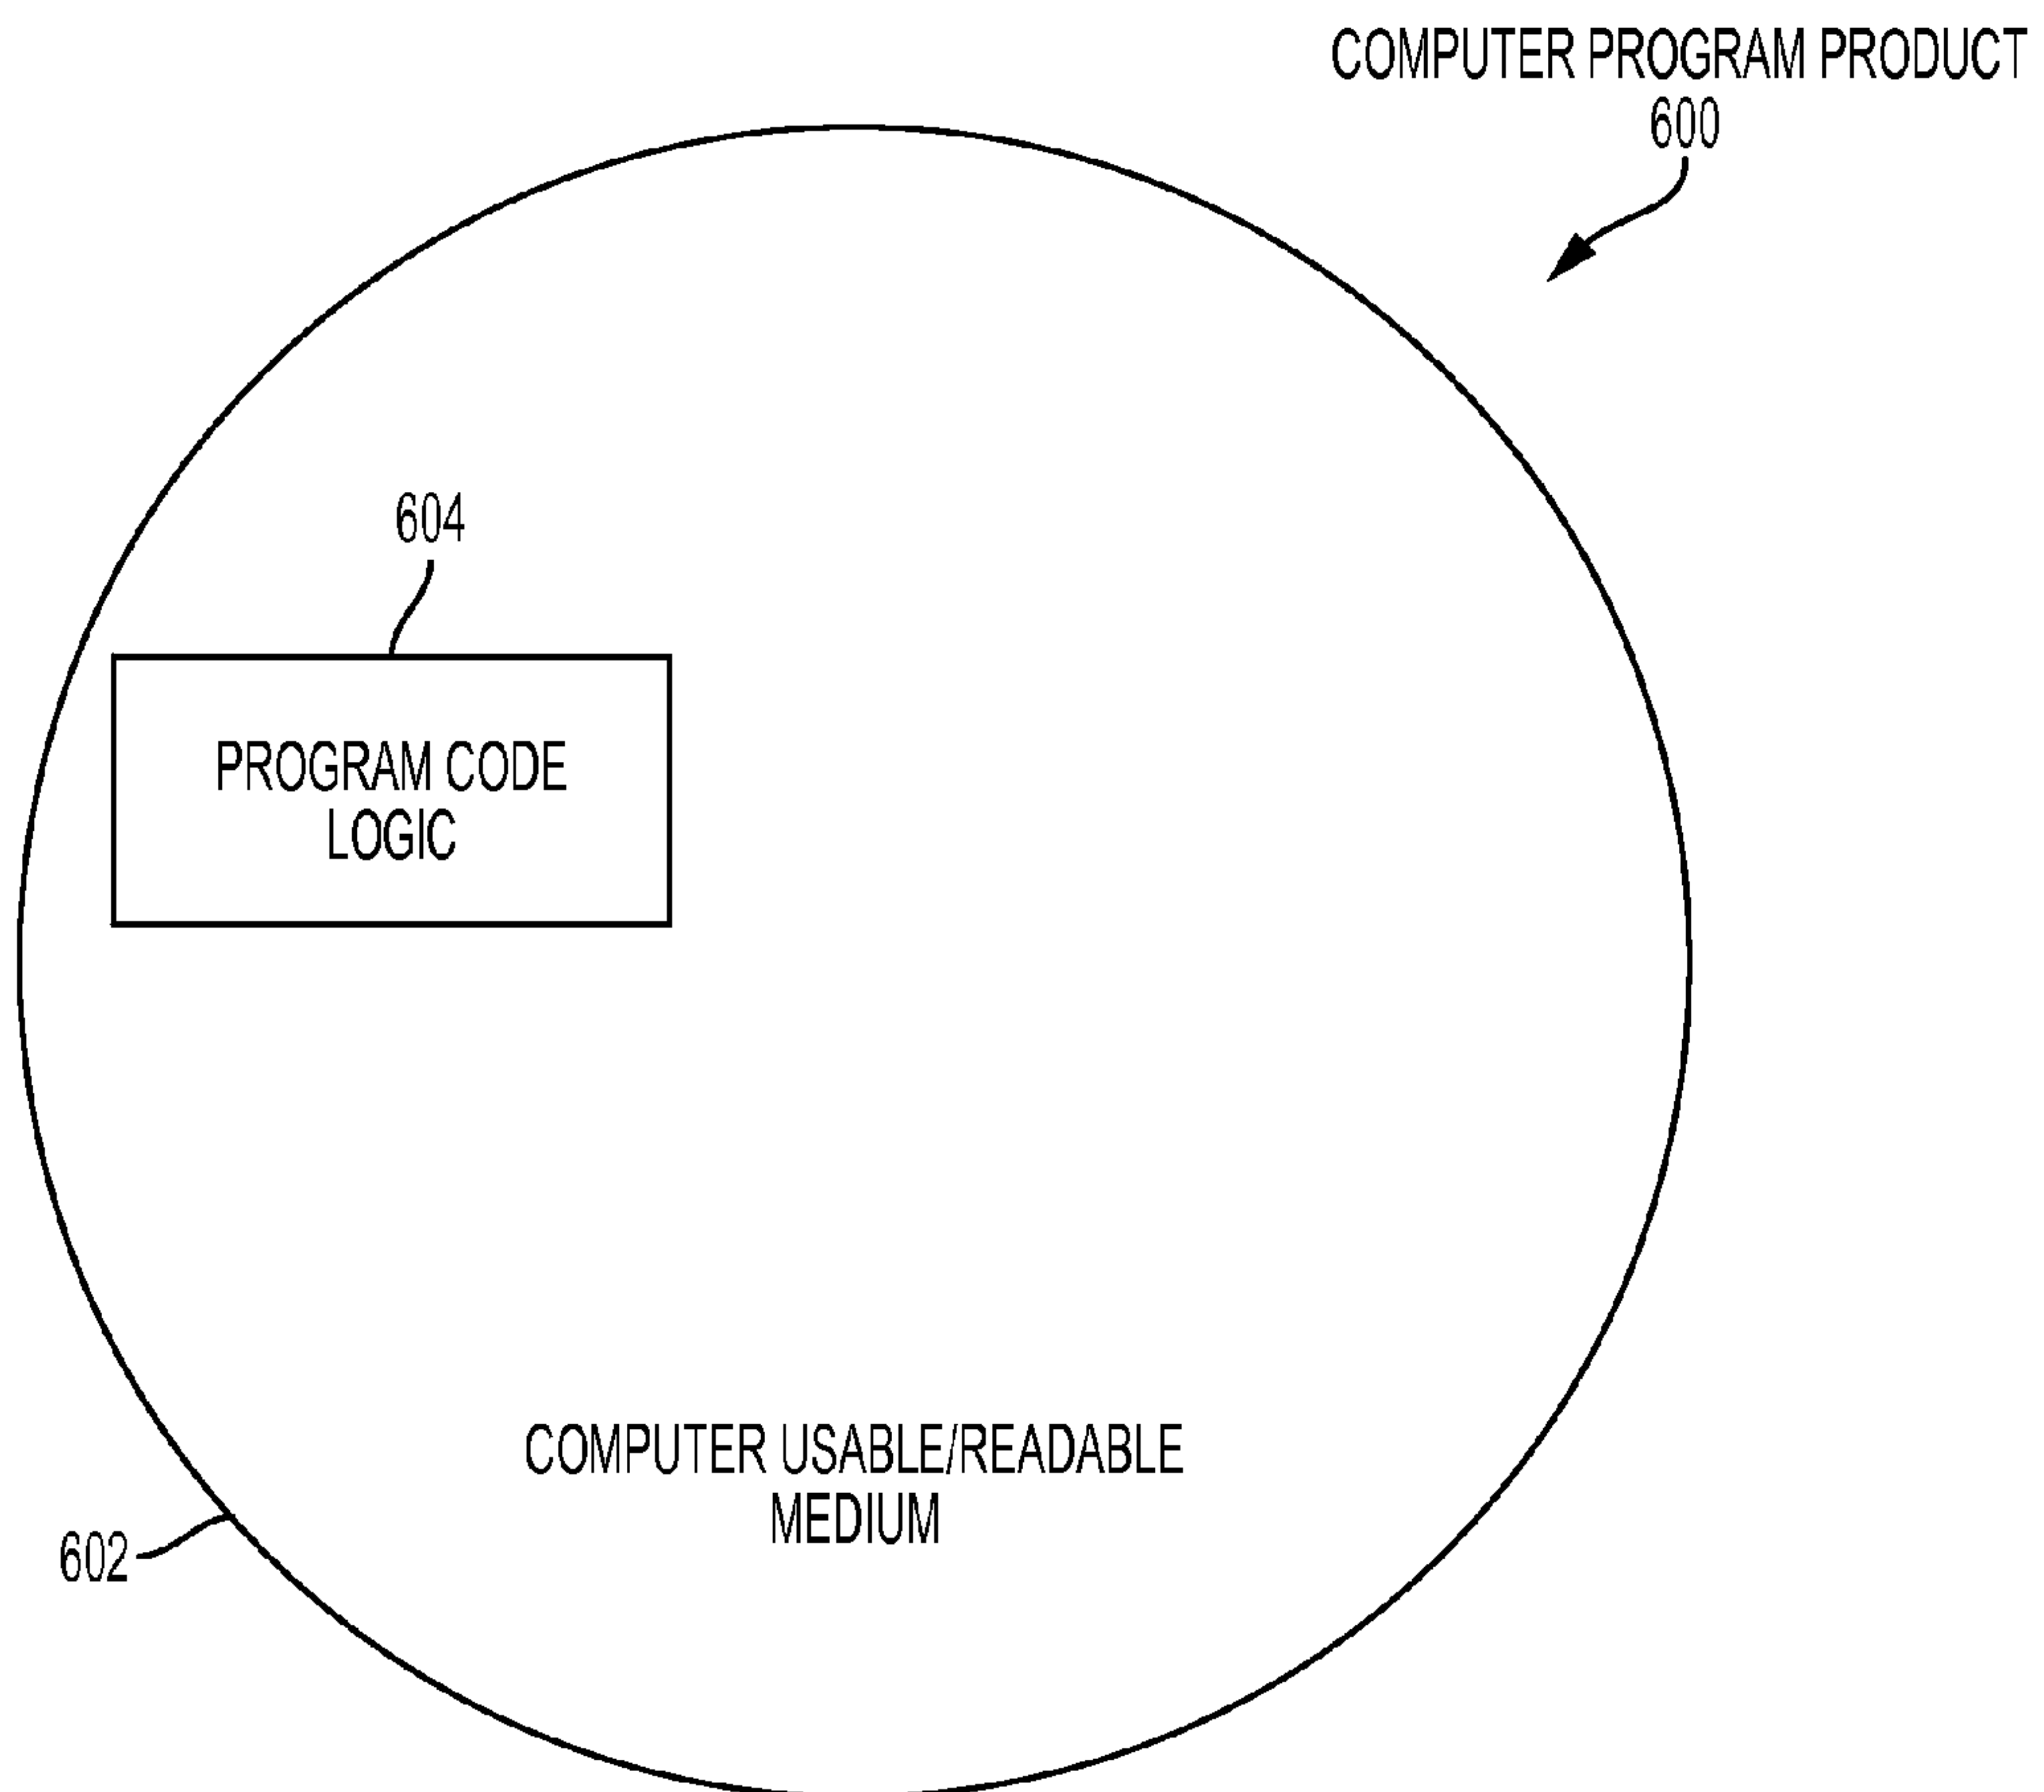 COMPUTER PROGRAM PRODUCT
600
604
PROGRAM CODE
LOGIC
COMPUTER USABLE/READABLE
MEDIUM
602